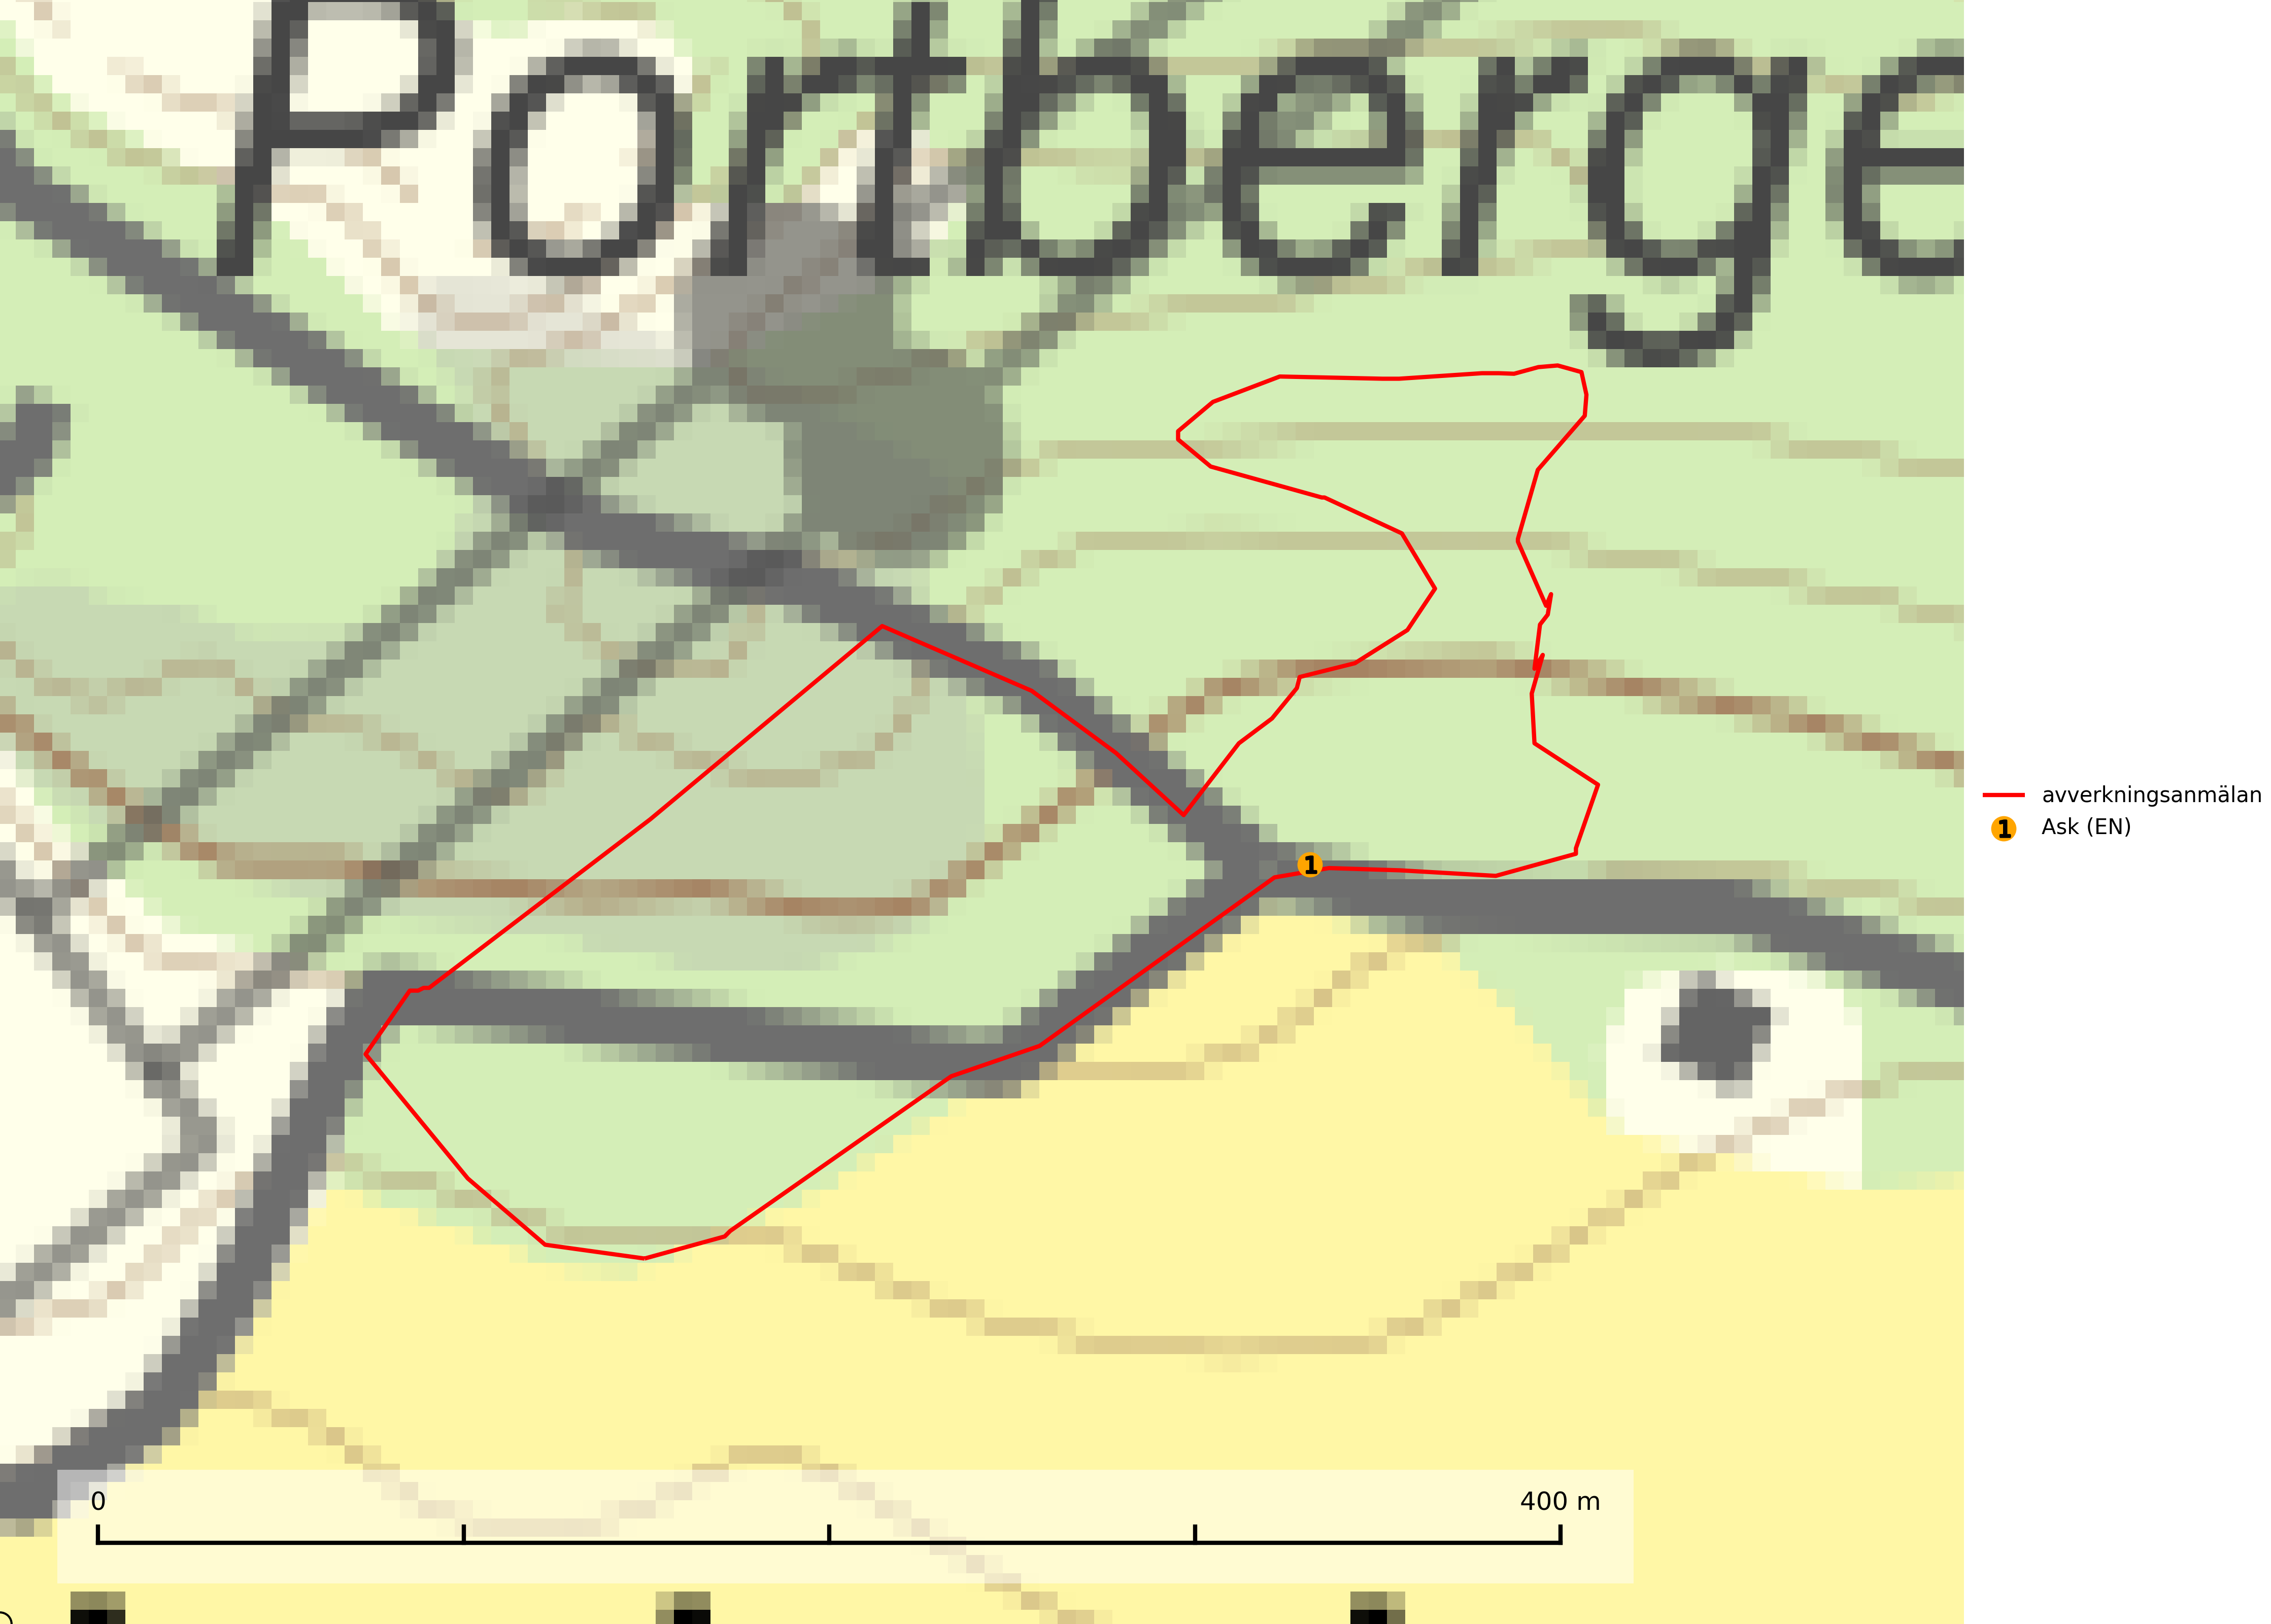 Portberge
avverkningsanmälan
1 Ask (EN)
1
0 400 m